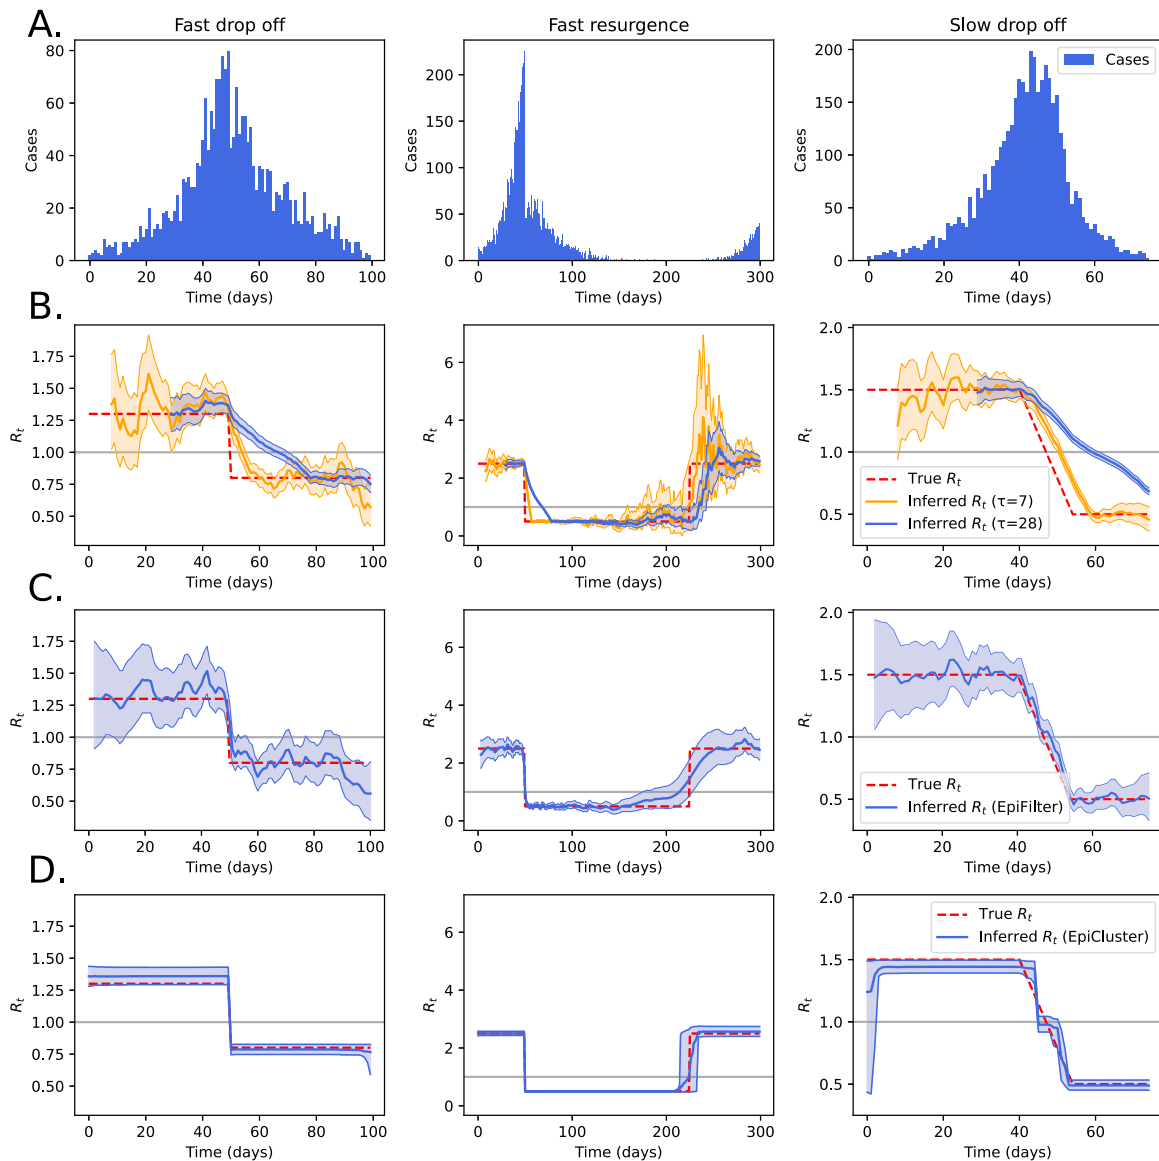 A.
Fast drop off
Fast resurgence
Slow drop off
Cases
80
60
40
20
0
0 20 40 60 80 100
Time (days)
Cases
200
150
100
50
0
0 100 200 300
Time (days)
Cases
200
150
100
50
0
0 20 40 60
Time (days)
Cases
B.
R_t
1.75
1.50
1.25
1.00
0.75
0.50
0 20 40 60 80 100
Time (days)
R_t
6
4
2
0
0 100 200 300
Time (days)
R_t
2.0
1.5
1.0
0.5
0 20 40 60
Time (days)
True R_t
Inferred R_t (τ=7)
Inferred R_t (τ=28)
C.
R_t
1.75
1.50
1.25
1.00
0.75
0.50
0 20 40 60 80 100
Time (days)
R_t
6
4
2
0
0 100 200 300
Time (days)
R_t
2.0
1.5
1.0
0.5
0 20 40 60
Time (days)
True R_t
Inferred R_t (EpiFilter)
D.
R_t
1.75
1.50
1.25
1.00
0.75
0.50
0 20 40 60 80 100
Time (days)
R_t
6
4
2
0
0 100 200 300
Time (days)
R_t
2.0
1.5
1.0
0.5
0 20 40 60
Time (days)
True R_t
Inferred R_t (EpiCluster)